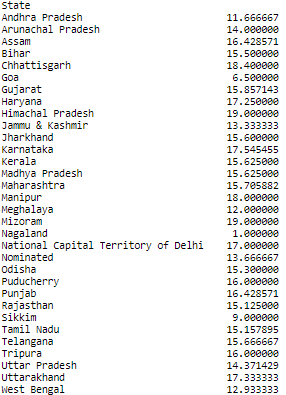 State
Andhra Pradesh 11.666667
Arunachal Pradesh 14.000000
Assam 16.428571
Bihar 15.500000
Chhattisgarh 18.400000
Goa 6.500000
Gujarat 15.857143
Haryana 17.250000
Himachal Pradesh 19.000000
Jammu & Kashmir 13.333333
Jharkhand 15.600000
Karnataka 17.545455
Kerala 15.625000
Madhya Pradesh 15.625000
Maharashtra 15.705882
Manipur 18.000000
Meghalaya 12.000000
Mizoram 19.000000
Nagaland 1.000000
National Capital Territory of Delhi 17.000000
Nominated 13.666667
Odisha 15.300000
Puducherry 16.000000
Punjab 16.428571
Rajasthan 15.125000
Sikkim 9.000000
Tamil Nadu 15.157895
Telangana 15.666667
Tripura 16.000000
Uttar Pradesh 14.371429
Uttarakhand 17.333333
West Bengal 12.933333